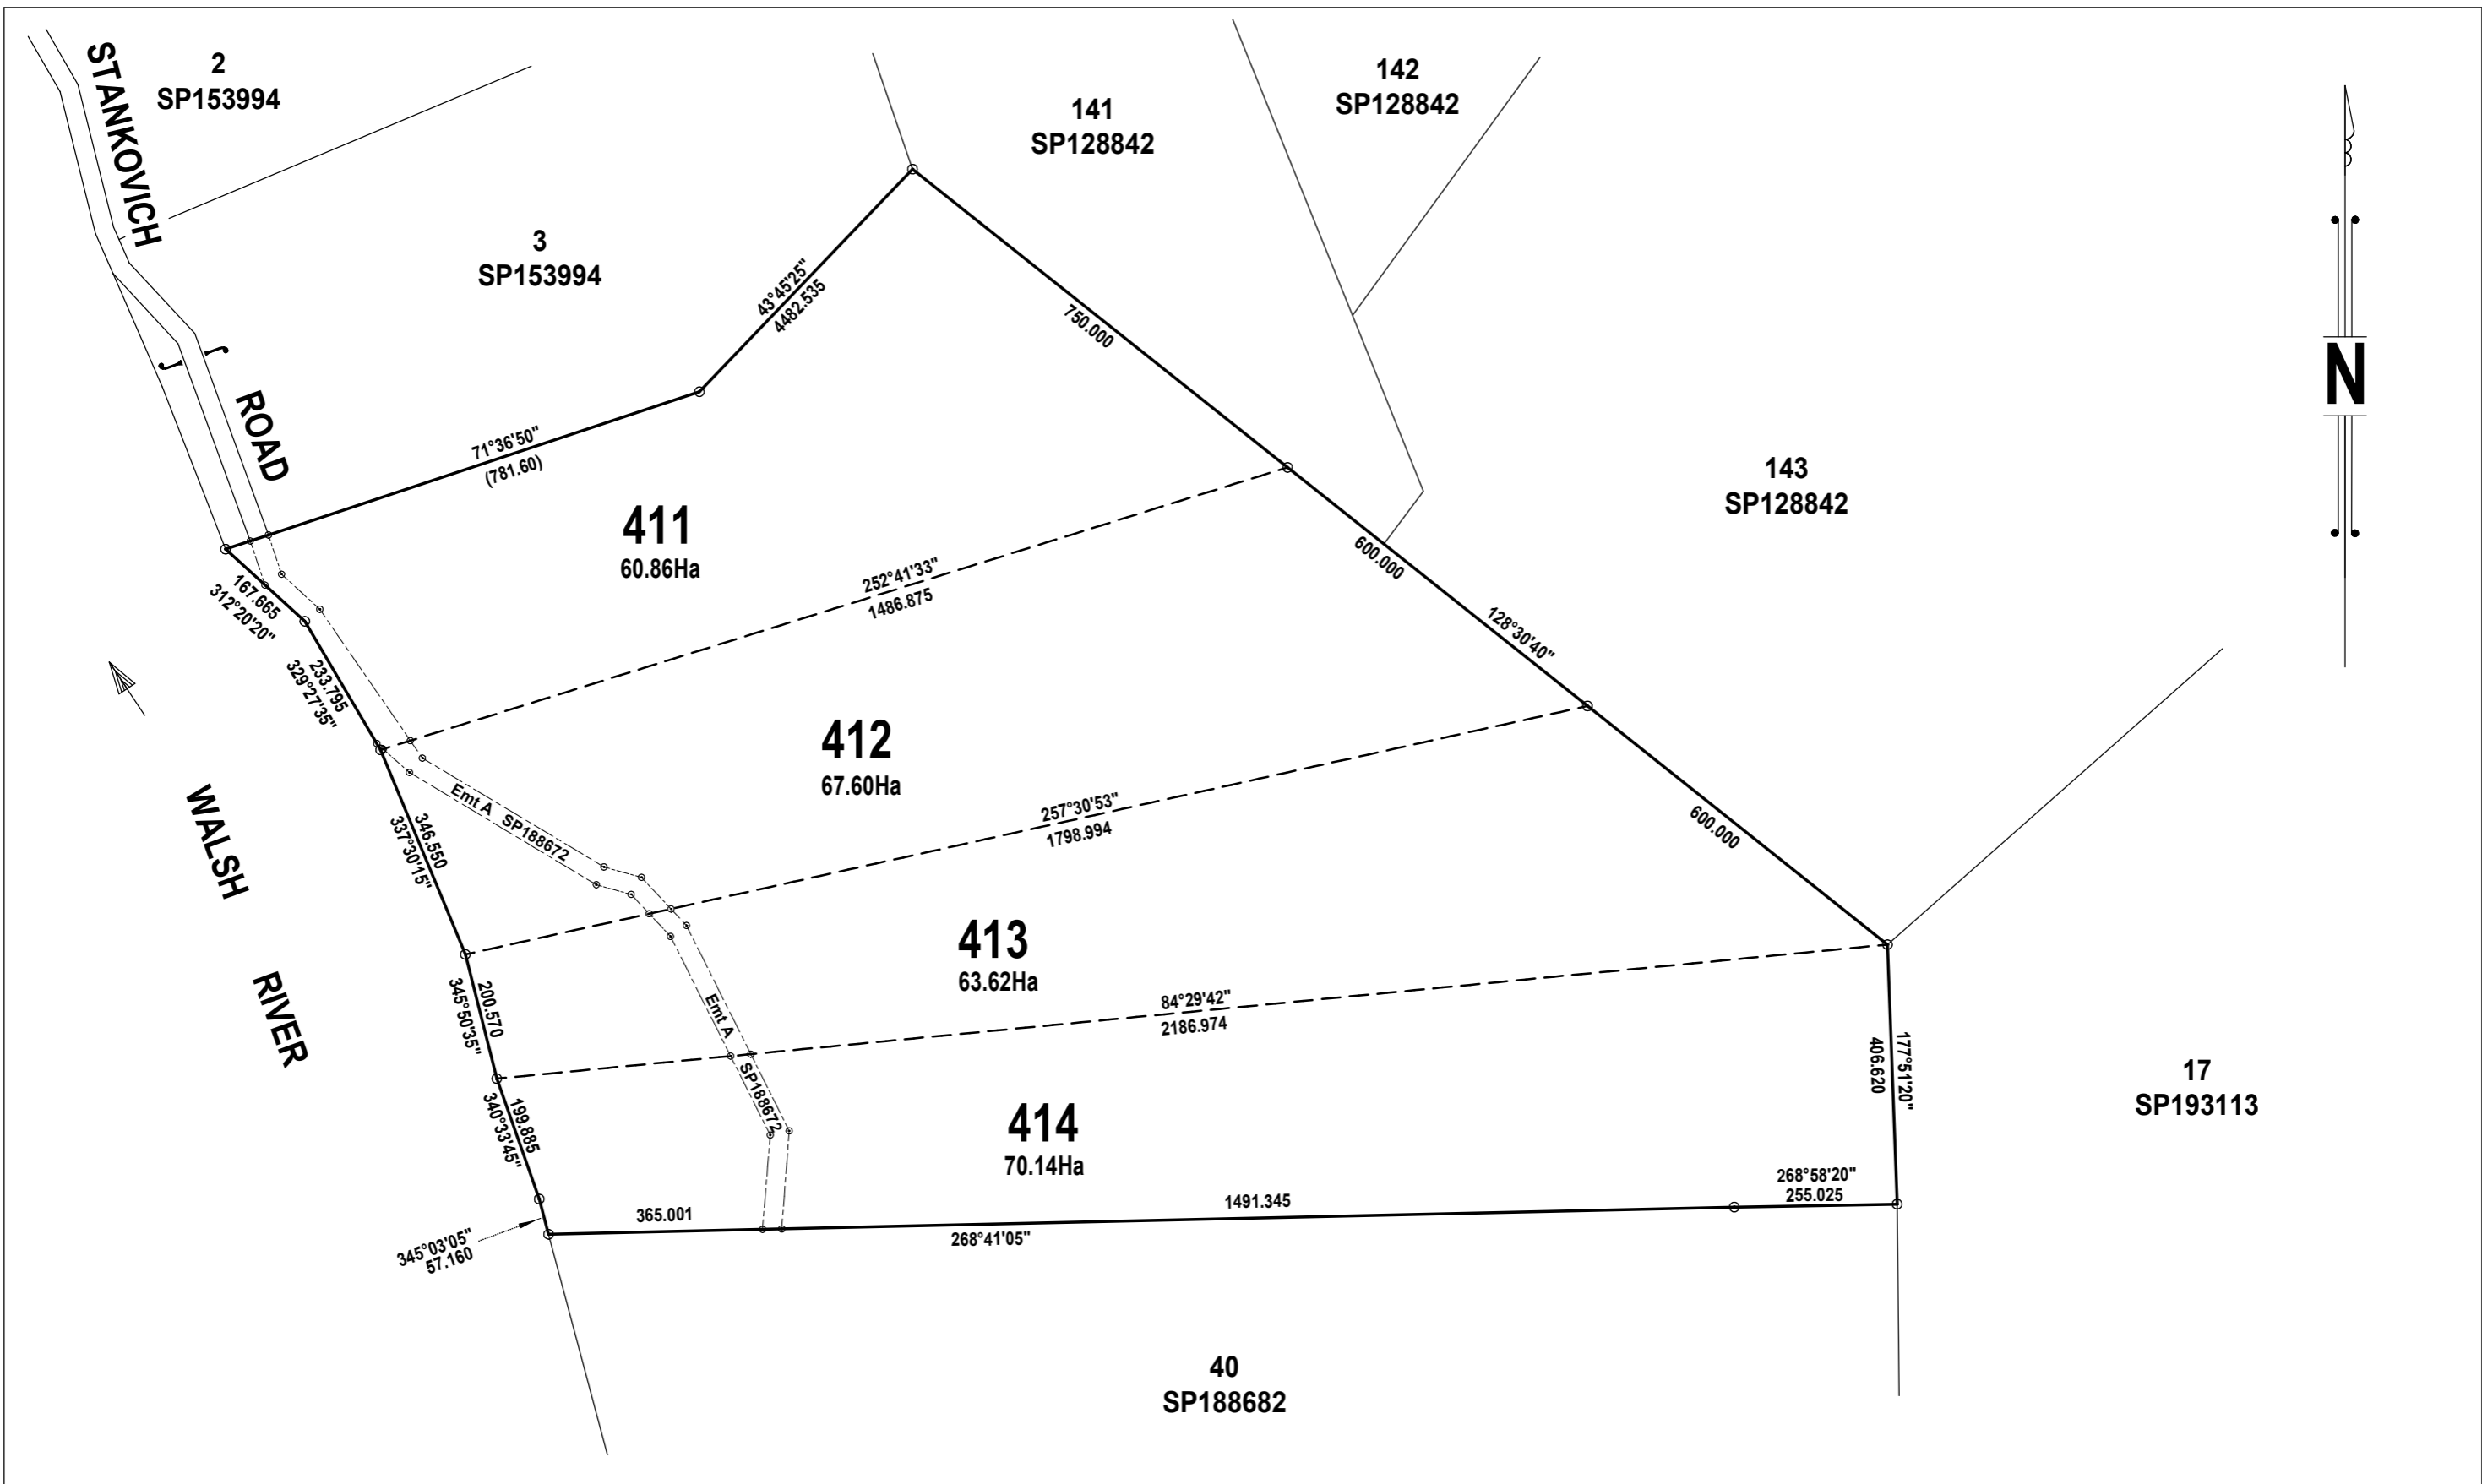 STANKOVICH
ROAD
2
SP153994
3
SP153994
141
SP128842
142
SP128842
143
SP128842
N
43°45'25"
4482.535
750.000
71°36'50"
(781.60)
411
60.86Ha
252°41'33"
1486.875
600.000
128°30'40"
167.665
312°20'20"
233.795
329°27'35"
412
67.60Ha
Emt A SP188672
257°30'53"
1798.994
600.000
346.550
337°30'15"
WALSH
RIVER
413
63.62Ha
200.570
345°50'35"
84°29'42"
2186.974
Emt A
SP188672
177°51'20"
406.620
17
SP193113
199.885
340°33'45"
414
70.14Ha
345°03'05"
57.160
365.001
1491.345
268°41'05"
268°58'20"
255.025
40
SP188682